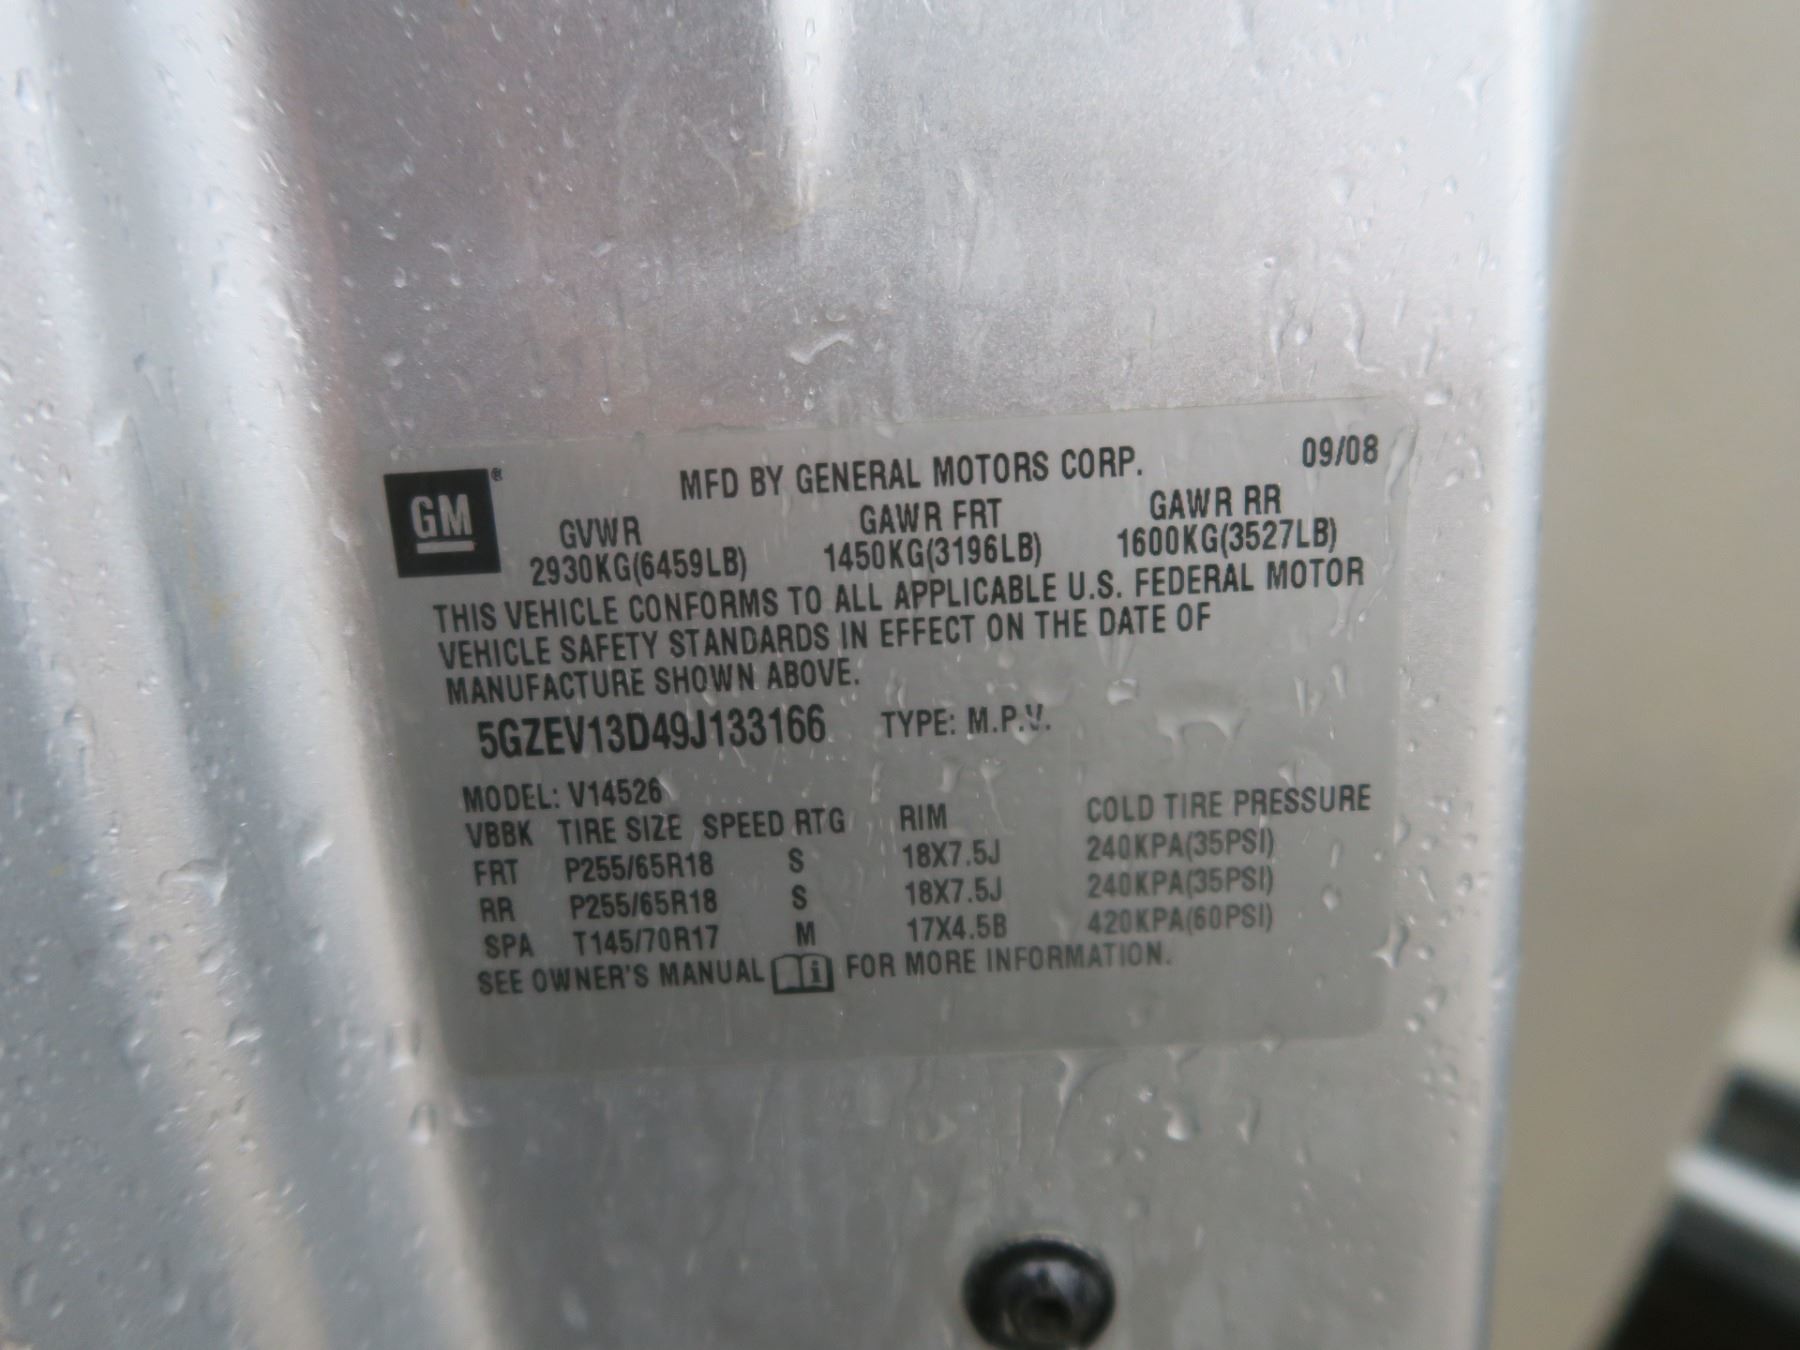 GM®
MFD BY GENERAL MOTORS CORP. 09/08
GVWR GAWR FRT GAWR RR
2930KG(6459LB) 1450KG(3196LB) 1600KG(3527LB)
THIS VEHICLE CONFORMS TO ALL APPLICABLE U.S. FEDERAL MOTOR
VEHICLE SAFETY STANDARDS IN EFFECT ON THE DATE OF
MANUFACTURE SHOWN ABOVE.
5GZEV13D49J133166 TYPE: M.P.V.
MODEL: V14526
VBBK TIRE SIZE SPEED RTG RIM COLD TIRE PRESSURE
FRT P255/65R18 S 18X7.5J 240KPA(35PSI)
RR P255/65R18 S 18X7.5J 240KPA(35PSI)
SPA T145/70R17 M 17X4.5B 420KPA(60PSI)
SEE OWNER'S MANUAL i FOR MORE INFORMATION.